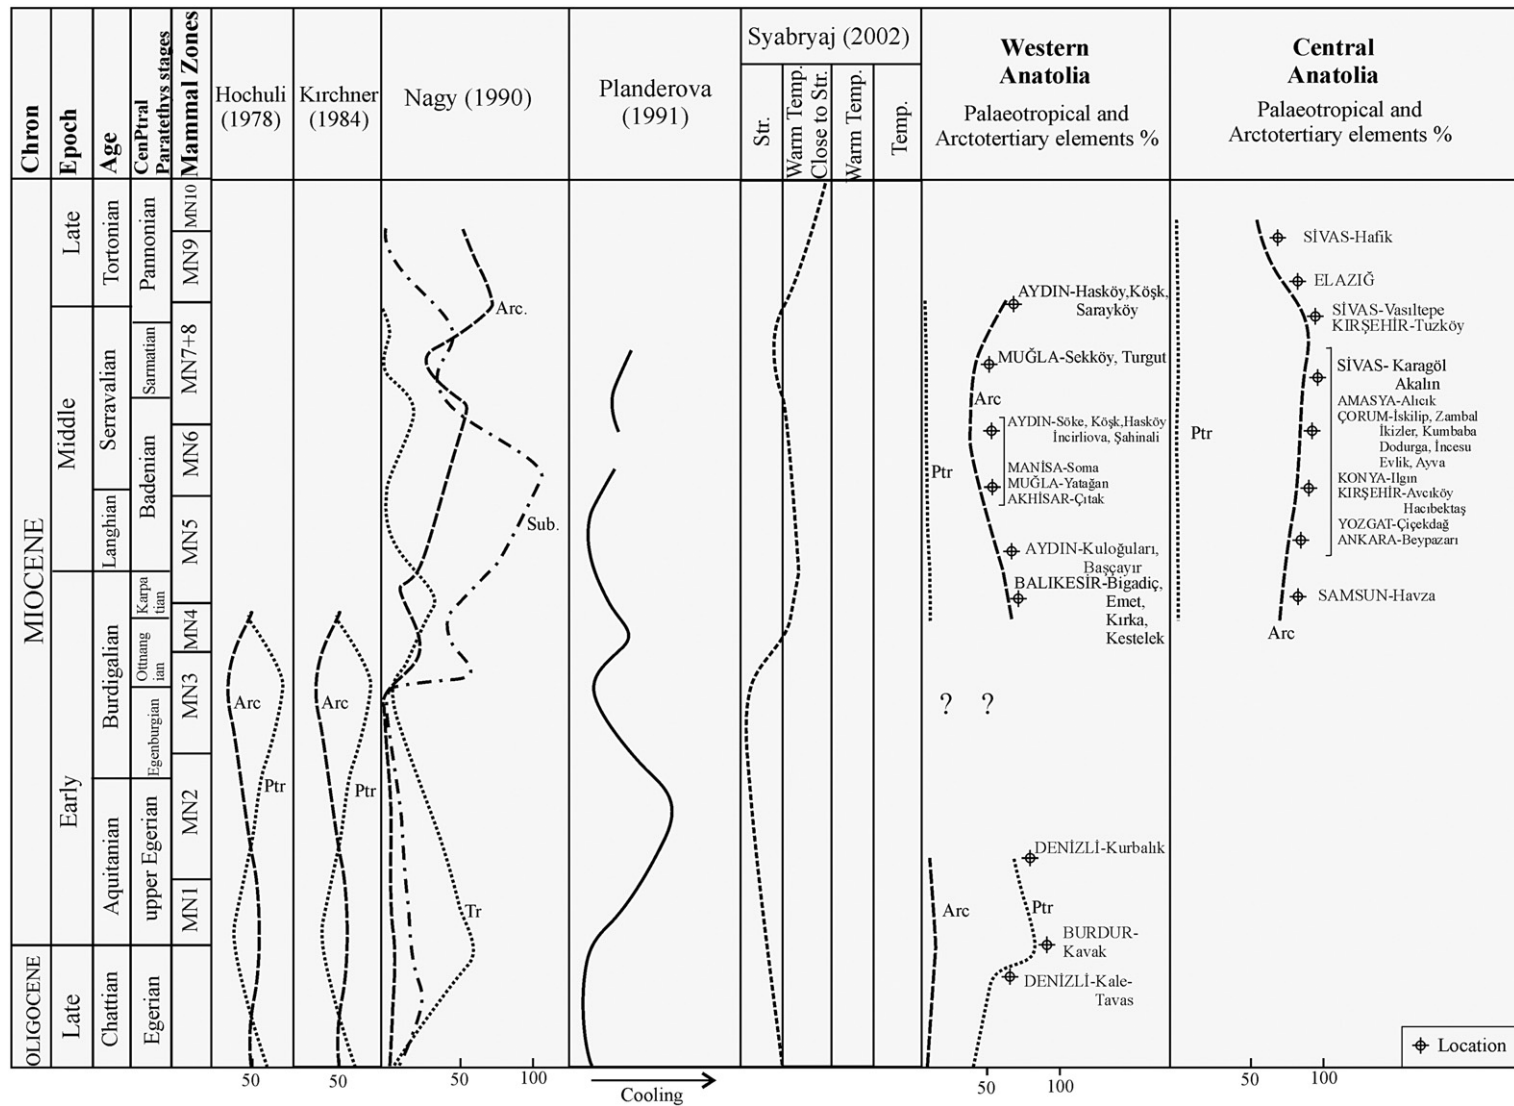 Chron
Epoch
Age
CenPtral
Paratethys stages
Mammal Zones
Hochuli
(1978)
Kırchner
(1984)
Nagy (1990)
Planderova
(1991)
Syabryaj (2002)
Str.
Warm Temp.
Close to Str.
Warm Temp.
Temp.
Western
Anatolia
Palaeotropical and
Arctotertiary elements %
Central
Anatolia
Palaeotropical and
Arctotertiary elements %
MIOCENE
OLIGOCENE
Late
Middle
Early
Late
Tortonian
Serravalian
Langhian
Burdigalian
Aquitanian
Chattian
Pannonian
Sarmatian
Badenian
Karpa
tian
Ottnang
ian
Egenburgian
upper Egerian
Egerian
MN10
MN9
MN7+8
MN6
MN5
MN4
MN3
MN2
MN1
Arc
Ptr
50
Arc
Ptr
50
Arc.
Sub.
Tr
50
100
Cooling
AYDIN-Hasköy,Köşk,
Sarayköy
MUĞLA-Sekköy, Turgut
Arc
AYDIN-Söke, Köşk,Hasköy
İncirliova, Şahinali
Ptr
MANİSA-Soma
MUĞLA-Yatağan
AKHİSAR-Çıtak
AYDIN-Kuloğuları,
Başçayır
BALIKESİR-Bigadiç,
Emet,
Kırka,
Kestelek
? ?
DENİZLİ-Kurbalık
Arc
Ptr
BURDUR-
Kavak
DENİZLİ-Kale-
Tavas
50
100
SİVAS-Hafik
ELAZIĞ
SİVAS-Vasıltepe
KIRŞEHİR-Tuzköy
SİVAS- Karagöl
Akalın
AMASYA-Alıcık
ÇORUM-İskilip, Zambal
İkizler, Kumbaba
Dodurga, İncesu
Evlik, Ayva
Ptr
KONYA-Ilgın
KIRŞEHİR-Avcıköy
Hacıbektaş
YOZGAT-Çiçekdağ
ANKARA-Beypazarı
SAMSUN-Havza
Arc
Location
50
100